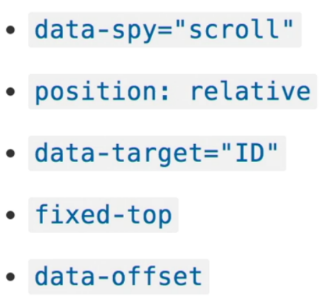 data-spy="scroll"
position: relative
data-target="ID"
fixed-top
data-offset